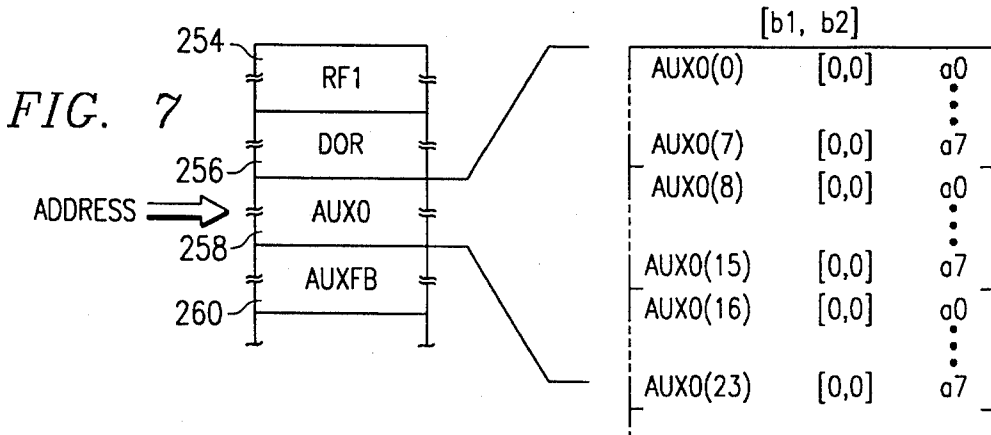 FIG. 7
254
RF1
DOR
256
ADDRESS
AUX0
258
AUXFB
260
[b1, b2]
AUX0(0) [0,0] a0
AUX0(7) [0,0] a7
AUX0(8) [0,0] a0
AUX0(15) [0,0] a7
AUX0(16) [0,0] a0
AUX0(23) [0,0] a7